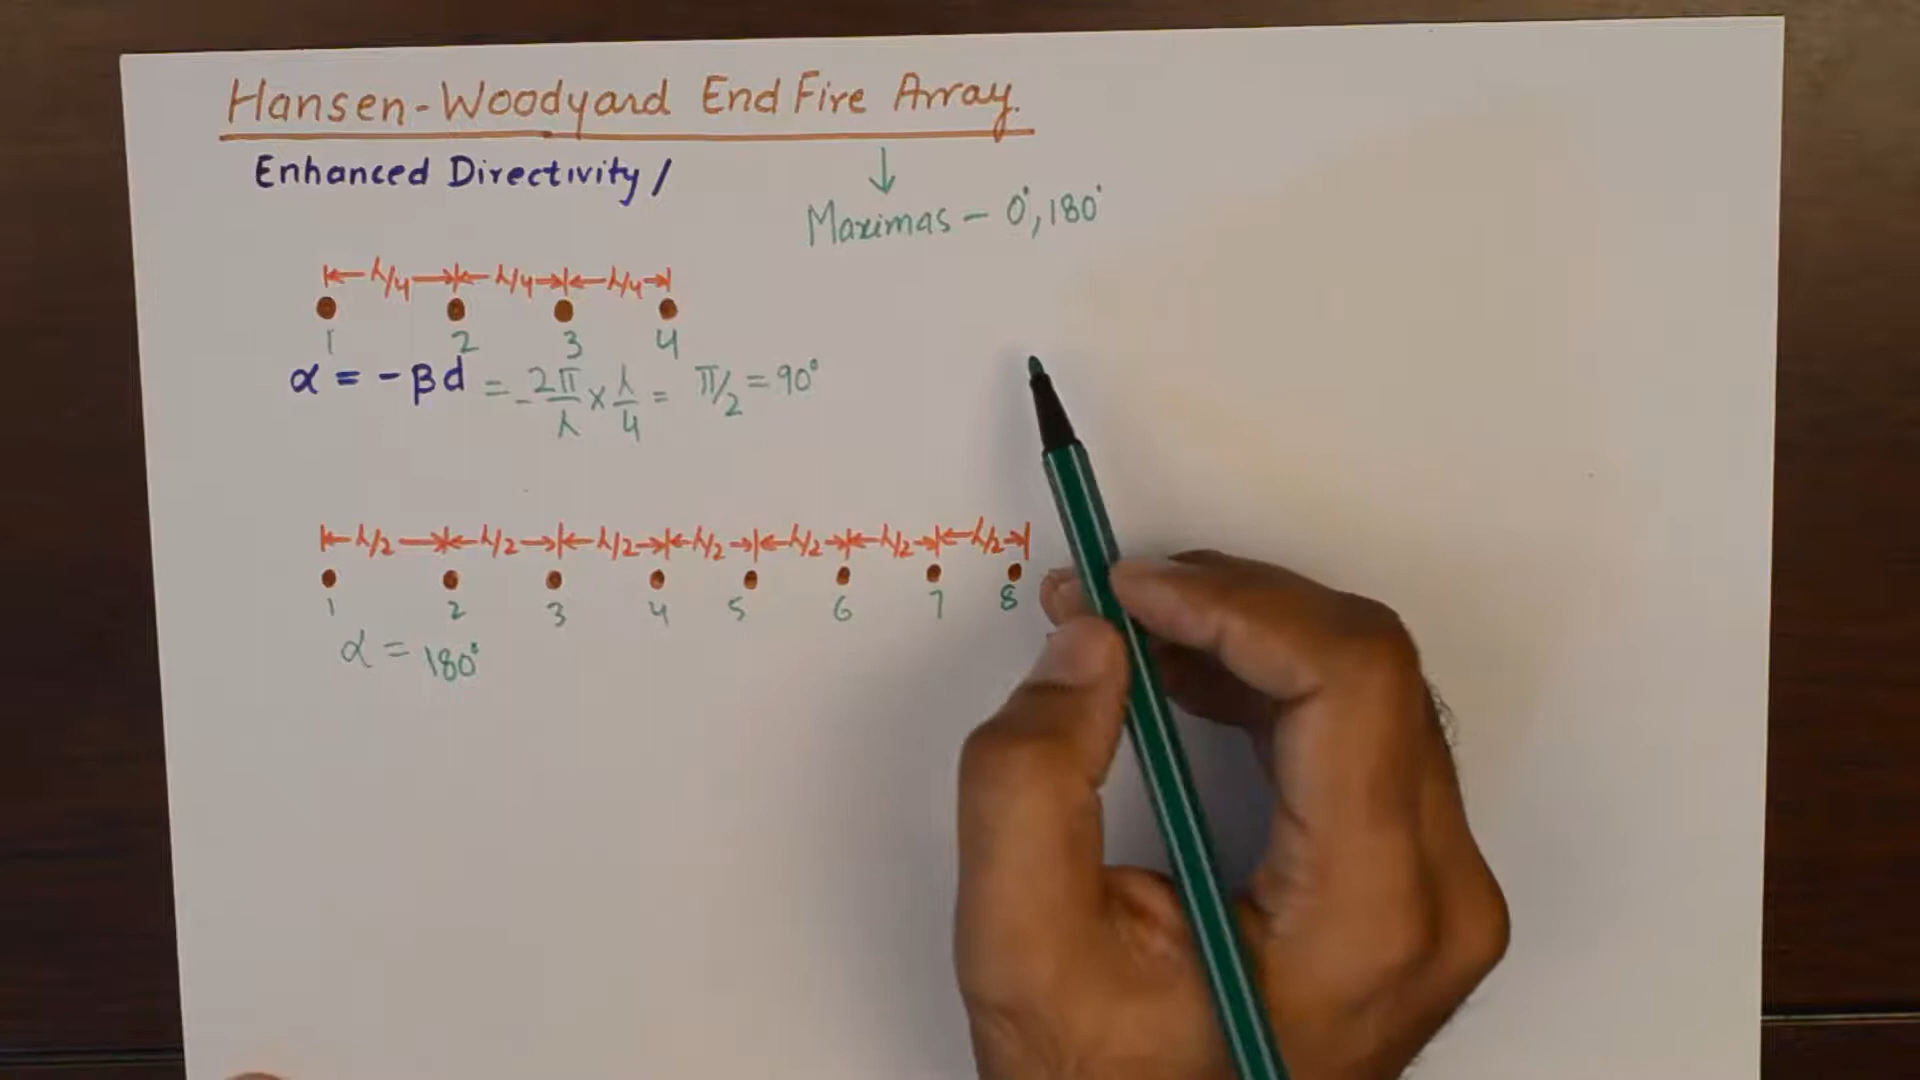 Hansen-Woodyard End Fire Array.
Enhanced Directivity /
↓
Maximas - 0°, 180°
λ/4 λ/4 λ/4
1 2 3 4
α = -βd = -2π/λ × λ/4 = π/2 = 90°
λ/2 λ/2 λ/2 λ/2 λ/2 λ/2 λ/2
1 2 3 4 5 6 7 8
α = 180°